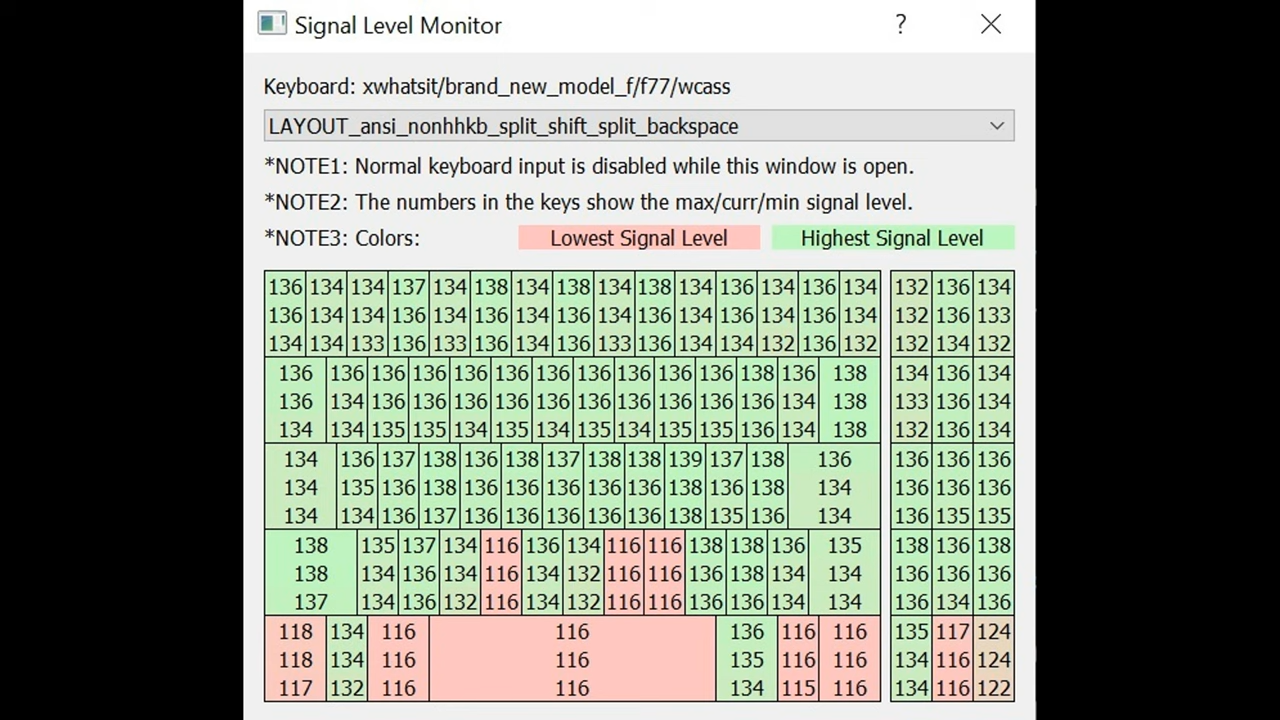 Signal Level Monitor ?
Keyboard: xwhatsit/brand_new_model_f/f77/wcass
LAYOUT_ansi_nonhhkb_split_shift_split_backspace
*NOTE1: Normal keyboard input is disabled while this window is open.
*NOTE2: The numbers in the keys show the max/curr/min signal level.
*NOTE3: Colors: Lowest Signal Level Highest Signal Level
136 134 134 137 134 138 134 138 134 138 134 136 134 136 134 132 136 134
136 134 134 136 134 136 134 136 134 136 134 136 134 136 134 132 136 133
134 134 133 136 133 136 134 136 133 136 134 134 132 136 132 132 134 132
136 136 136 136 136 136 136 136 136 136 136 138 136 138 134 136 134
136 134 136 136 136 136 136 136 136 136 136 136 134 138 133 136 134
134 134 135 135 134 135 134 135 134 135 135 136 134 138 132 136 134
134 136 137 138 136 138 137 138 138 139 137 138 136 136 136 136
134 135 136 138 136 136 136 136 136 138 136 138 134 136 136 136
134 134 136 137 136 136 136 136 136 138 135 136 134 136 135 135
138 135 137 134 116 136 134 116 116 138 138 136 135 138 136 138
138 134 136 134 116 134 132 116 116 136 138 134 134 136 136 136
137 134 136 132 116 134 132 116 116 136 136 134 134 136 134 136
118 134 116 116 136 116 116 135 117 124
118 134 116 116 135 116 116 134 116 124
117 132 116 116 134 115 116 134 116 122